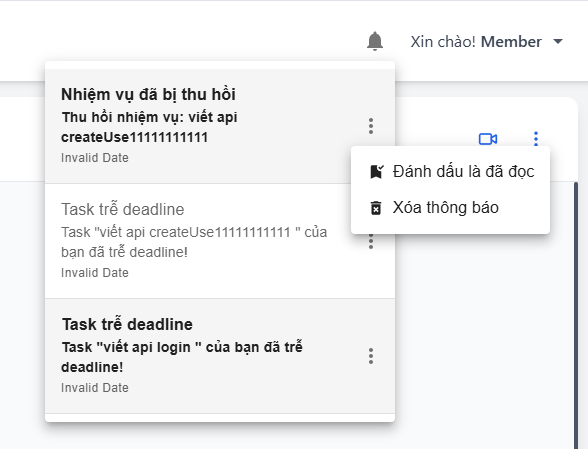 Xin chào! Member
Nhiệm vụ đã bị thu hồi
Thu hồi nhiệm vụ: viết api
createUse11111111111
Invalid Date
Đánh dấu là đã đọc
Xóa thông báo
Task trễ deadline
Task "viết api createUse11111111111 " của
bạn đã trễ deadline!
Invalid Date
Task trễ deadline
Task "viết api login " của bạn đã trễ
deadline!
Invalid Date